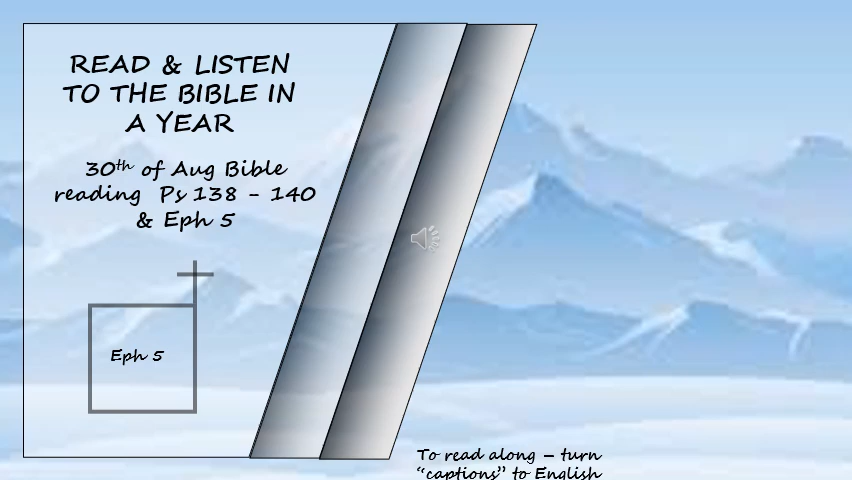 READ & LISTEN
TO THE BIBLE IN
A YEAR
30th of Aug Bible
reading Ps 138 - 140
& Eph 5
Eph 5
To read along – turn
“captions” to English